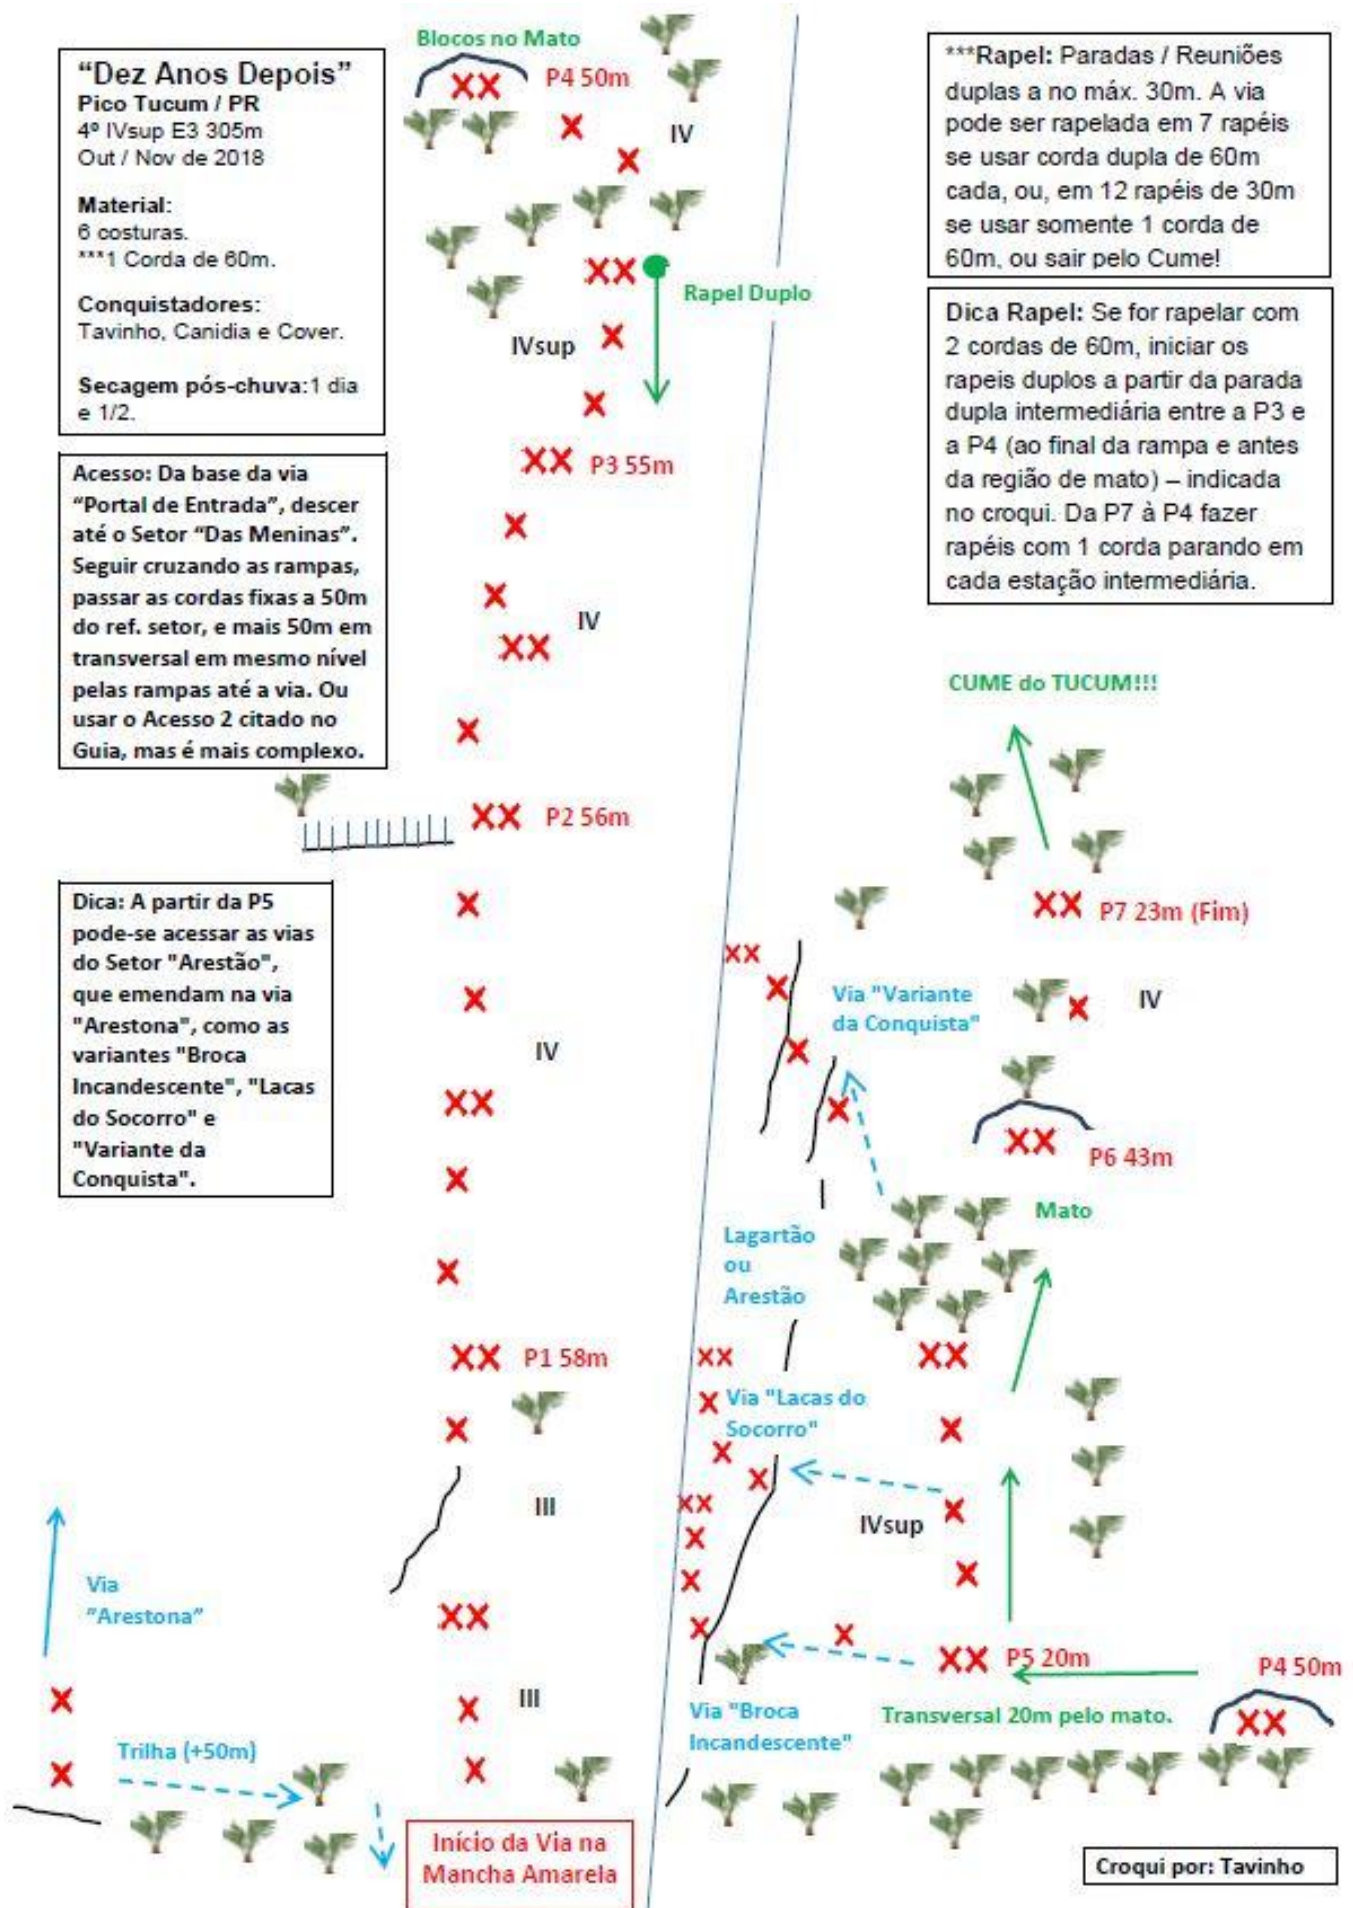 “Dez Anos Depois”
Pico Tucum / PR
4º IVsup E3 305m
Out / Nov de 2018
Material:
6 costuras.
***1 Corda de 60m.
Conquistadores:
Tavinho, Canidia e Cover.
Secagem pós-chuva:1 dia
e 1/2.
Acesso: Da base da via
“Portal de Entrada”, descer
até o Setor “Das Meninas”.
Seguir cruzando as rampas,
passar as cordas fixas a 50m
do ref. setor, e mais 50m em
transversal em mesmo nível
pelas rampas até a via. Ou
usar o Acesso 2 citado no
Guia, mas é mais complexo.
Dica: A partir da P5
pode-se acessar as vias
do Setor "Arestão",
que emendam na via
"Arestona", como as
variantes "Broca
Incandescente", "Lacas
do Socorro" e
"Variante da
Conquista".
Via
“Arestona”
Trilha (+50m)
Blocos no Mato
P4 50m
IV
Rapel Duplo
IVsup
P3 55m
IV
P2 56m
IV
P1 58m
III
III
Início da Via na
Mancha Amarela
***Rapel: Paradas / Reuniões
duplas a no máx. 30m. A via
pode ser rapelada em 7 rapéis
se usar corda dupla de 60m
cada, ou, em 12 rapéis de 30m
se usar somente 1 corda de
60m, ou sair pelo Cume!
Dica Rapel: Se for rapelar com
2 cordas de 60m, iniciar os
rapeis duplos a partir da parada
dupla intermediária entre a P3 e
a P4 (ao final da rampa e antes
da região de mato) – indicada
no croqui. Da P7 à P4 fazer
rapéis com 1 corda parando em
cada estação intermediária.
CUME do TUCUM!!!
P7 23m (Fim)
Via "Variante
da Conquista"
IV
P6 43m
Mato
Lagartão
ou
Arestão
Via "Lacas do
Socorro"
IVsup
P5 20m
P4 50m
Via "Broca
Incandescente"
Transversal 20m pelo mato.
Croqui por: Tavinho